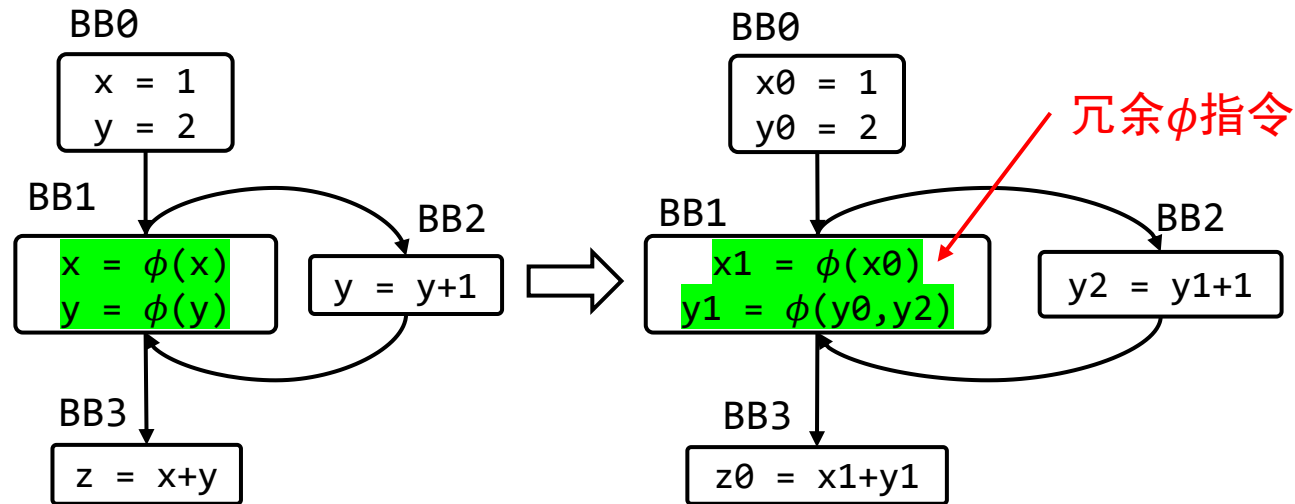 BB0
x = 1
y = 2
BB1
x = ϕ(x)
y = ϕ(y)
BB2
y = y+1
BB3
z = x+y
BB0
x0 = 1
y0 = 2
冗余ϕ指令
BB1
x1 = ϕ(x0)
y1 = ϕ(y0,y2)
BB2
y2 = y1+1
BB3
z0 = x1+y1